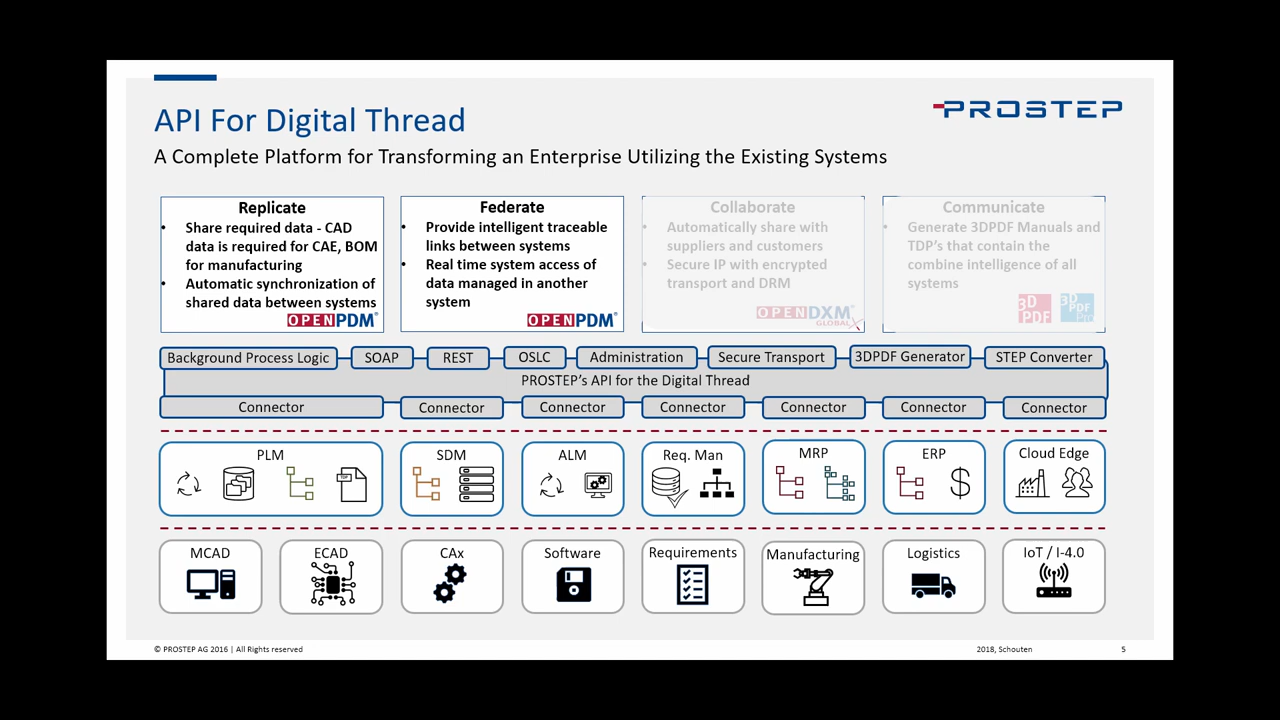 API For Digital Thread
PROSTEP
A Complete Platform for Transforming an Enterprise Utilizing the Existing Systems
Replicate
• Share required data - CAD
data is required for CAE, BOM
for manufacturing
• Automatic synchronization of
shared data between systems
OPENPDM®
Federate
• Provide intelligent traceable
links between systems
• Real time system access of
data managed in another
system
OPENPDM®
Collaborate
• Automatically share with
suppliers and customers
• Secure IP with encrypted
transport and DRM
OPENDXM®
GLOBALX
Communicate
• Generate 3DPDF Manuals and
TDP's that contain the
combine intelligence of all
systems
3D
PDF
3D
PDF
Pro
Background Process Logic
SOAP
REST
OSLC
Administration
Secure Transport
3DPDF Generator
STEP Converter
PROSTEP's API for the Digital Thread
Connector
Connector
Connector
Connector
Connector
Connector
Connector
PLM
SDM
ALM
Req. Man
MRP
ERP
Cloud Edge
$
MCAD
ECAD
CAx
Software
Requirements
Manufacturing
Logistics
IoT / I-4.0
© PROSTEP AG 2016 | All Rights reserved
2018, Schouten
5